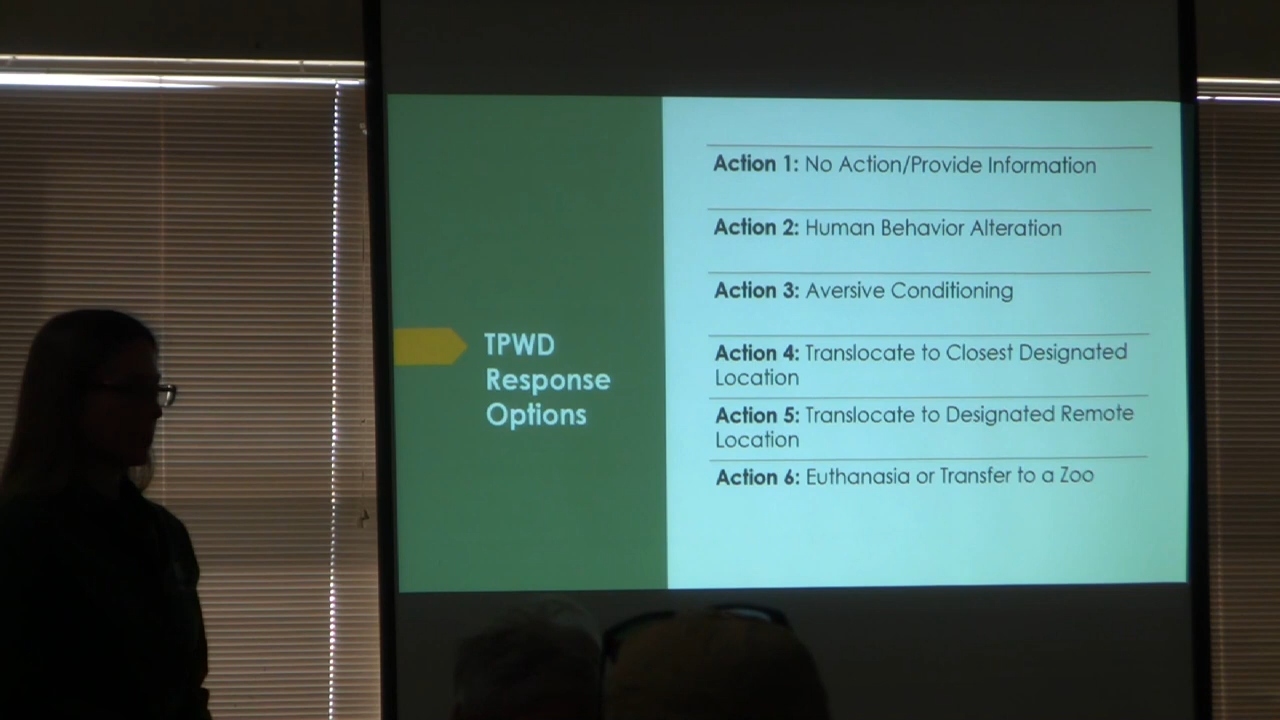 TPWD
Response
Options
Action 1: No Action/Provide Information
Action 2: Human Behavior Alteration
Action 3: Aversive Conditioning
Action 4: Translocate to Closest Designated
Location
Action 5: Translocate to Designated Remote
Location
Action 6: Euthanasia or Transfer to a Zoo